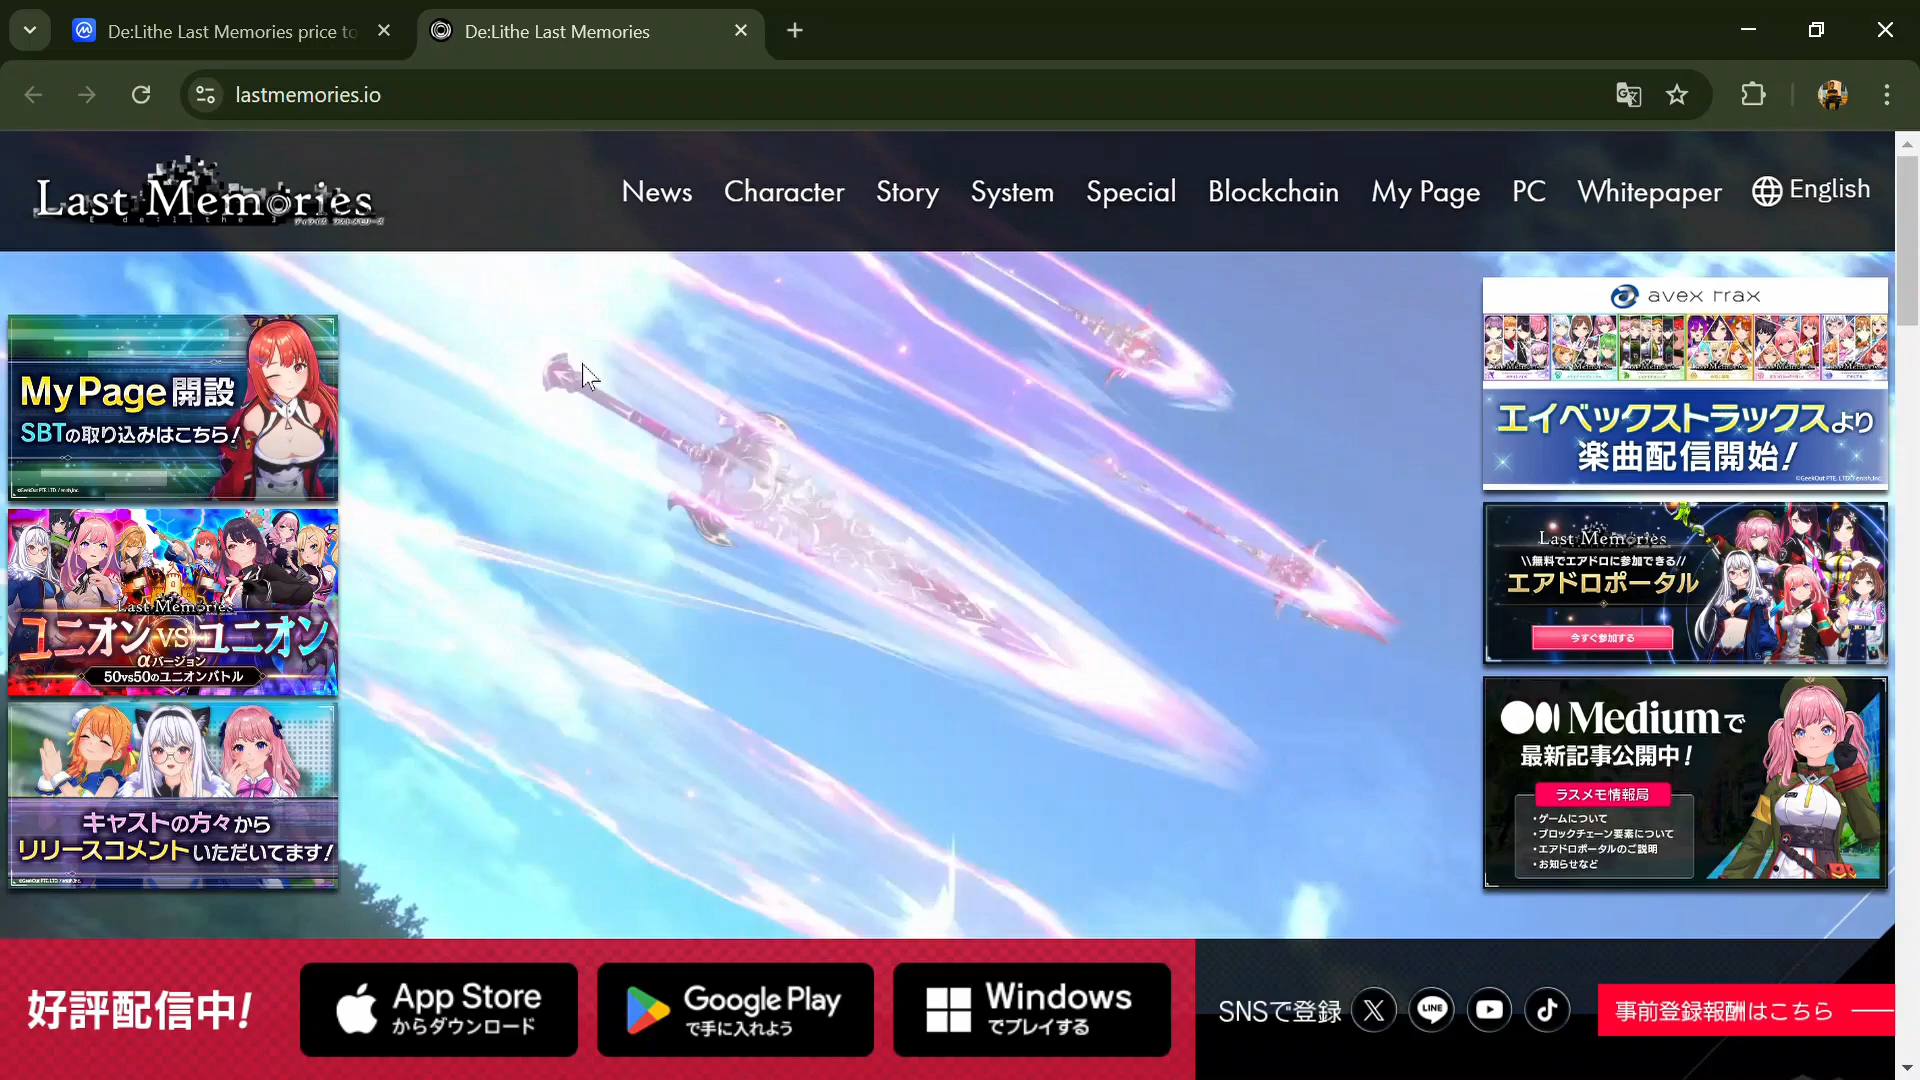 De:Lithe Last Memories price to
De:Lithe Last Memories
lastmemories.io
Last Memories
News
Character
Story
System
Special
Blockchain
My Page
PC
Whitepaper
English
My Page 開設
SBTの取り込みはこちら!
Last Memories
ユニオン VS ユニオン
αバージョン
50vs50のユニオンバトル
キャストの方々から
リリースコメントいただいてます!
avex trax
エイベックストラックスより
楽曲配信開始!
Last Memories
\\無料でエアドロに参加できる//
エアドロポータル
今すぐ参加する
Mediumで
最新記事公開中!
ラスメモ情報局
・ゲームについて
・ブロックチェーン要素について
・エアドロポータルのご説明
・お知らせなど
好評配信中!
App Store
からダウンロード
Google Play
で手に入れよう
Windows
でプレイする
SNSで登録
LINE
事前登録報酬はこちら